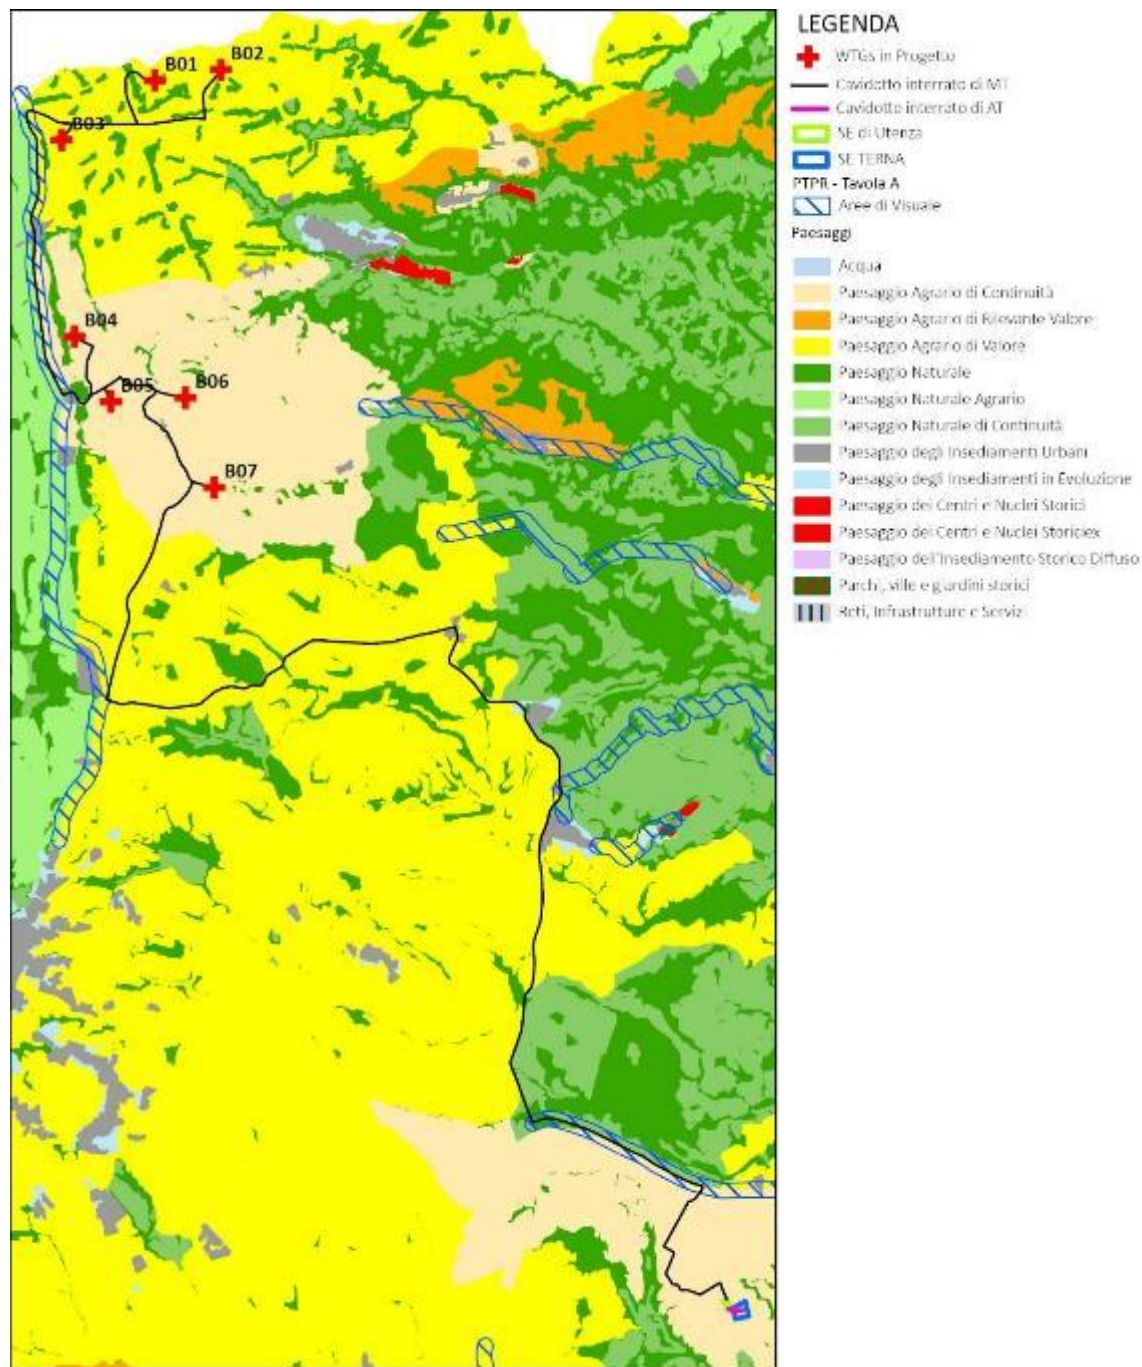 B01
B02
B03
B04
B05
B06
B07
LEGENDA
WTGs in Progetto
Cavidotto interrato di MT
Cavidotto interrato di AT
SE di Utenza
SE TERNA
PTPR - Tavola A
Aree di Visuale
Paesaggi
Acqua
Paesaggio Agrario di Continuità
Paesaggio Agrario di Rilevante Valore
Paesaggio Agrario di Valore
Paesaggio Naturale
Paesaggio Naturale Agrario
Paesaggio Naturale di Continuità
Paesaggio degli Insediamenti Urbani
Paesaggio degli Insediamenti in Evoluzione
Paesaggio dei Centri e Nuclei Storici
Paesaggio dei Centri e Nuclei Storiciex
Paesaggio dell'Insediamento Storico Diffuso
Parchi, ville e giardini storici
Reti, Infrastrutture e Servizi